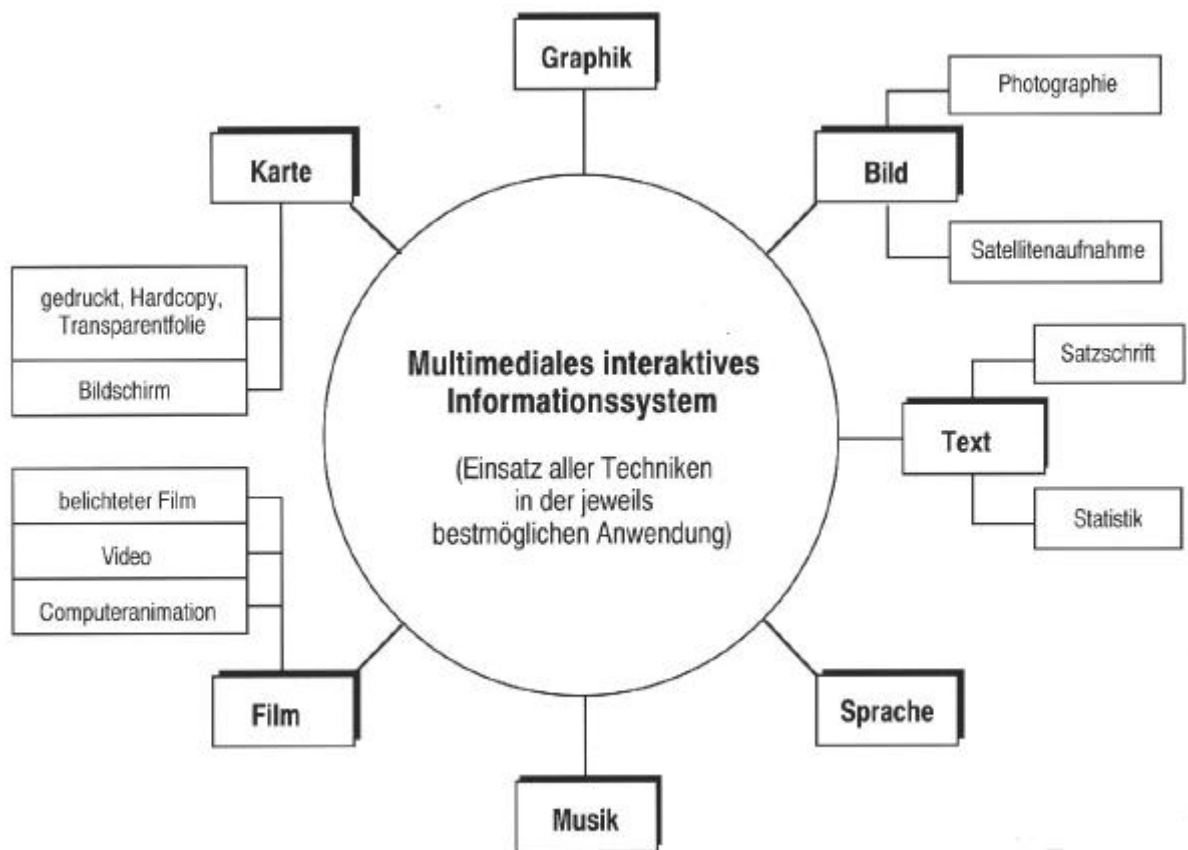 Graphik
Photographie
Karte
Bild
Satellitenaufnahme
gedruckt, Hardcopy,
Transparentfolie
Bildschirm
Satzschrift
Multimediales interaktives
Informationssystem
(Einsatz aller Techniken
in der jeweils
bestmöglichen Anwendung)
Text
belichteter Film
Video
Computeranimation
Statistik
Film
Sprache
Musik